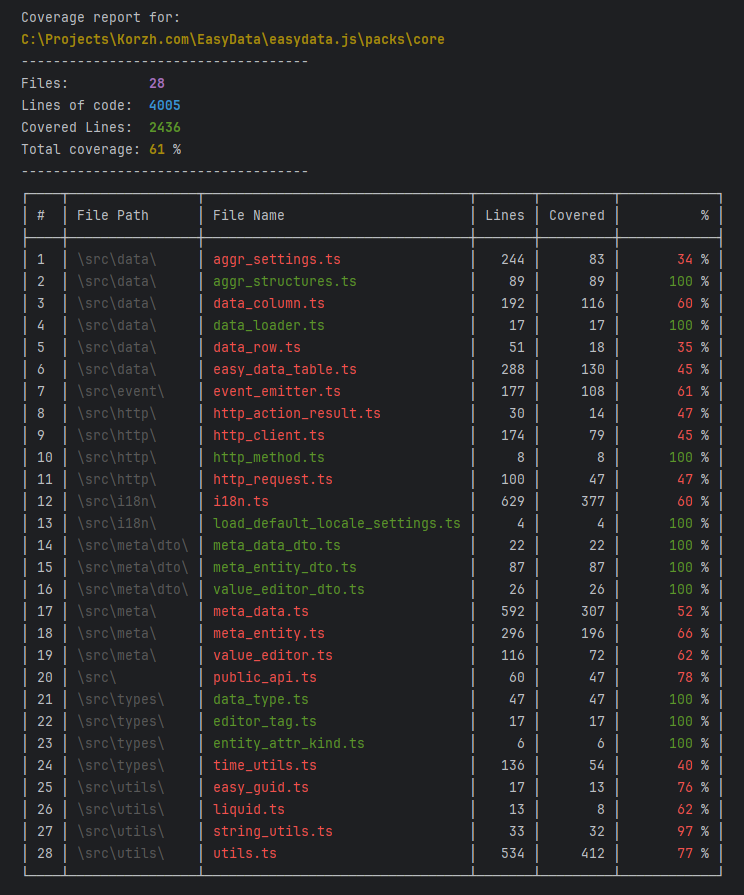 Coverage report for:
C:\Projects\Korzh.com\EasyData\easydata.js\packs\core
------------------------------------
Files: 28
Lines of code: 4005
Covered Lines: 2436
Total coverage: 61 %
------------------------------------
# File Path File Name Lines Covered %
1 \src\data\ aggr_settings.ts 244 83 34 %
2 \src\data\ aggr_structures.ts 89 89 100 %
3 \src\data\ data_column.ts 192 116 60 %
4 \src\data\ data_loader.ts 17 17 100 %
5 \src\data\ data_row.ts 51 18 35 %
6 \src\data\ easy_data_table.ts 288 130 45 %
7 \src\event\ event_emitter.ts 177 108 61 %
8 \src\http\ http_action_result.ts 30 14 47 %
9 \src\http\ http_client.ts 174 79 45 %
10 \src\http\ http_method.ts 8 8 100 %
11 \src\http\ http_request.ts 100 47 47 %
12 \src\i18n\ i18n.ts 629 377 60 %
13 \src\i18n\ load_default_locale_settings.ts 4 4 100 %
14 \src\meta\dto\ meta_data_dto.ts 22 22 100 %
15 \src\meta\dto\ meta_entity_dto.ts 87 87 100 %
16 \src\meta\dto\ value_editor_dto.ts 26 26 100 %
17 \src\meta\ meta_data.ts 592 307 52 %
18 \src\meta\ meta_entity.ts 296 196 66 %
19 \src\meta\ value_editor.ts 116 72 62 %
20 \src\ public_api.ts 60 47 78 %
21 \src\types\ data_type.ts 47 47 100 %
22 \src\types\ editor_tag.ts 17 17 100 %
23 \src\types\ entity_attr_kind.ts 6 6 100 %
24 \src\types\ time_utils.ts 136 54 40 %
25 \src\utils\ easy_guid.ts 17 13 76 %
26 \src\utils\ liquid.ts 13 8 62 %
27 \src\utils\ string_utils.ts 33 32 97 %
28 \src\utils\ utils.ts 534 412 77 %